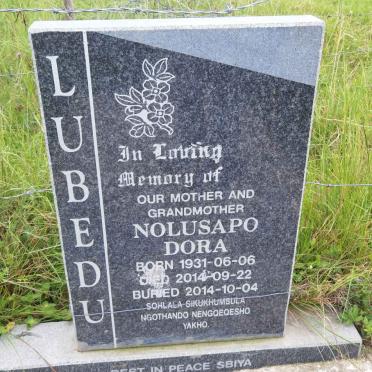 LUBEDU
In Loving
Memory of
OUR MOTHER AND
GRANDMOTHER
NOLUSAPO
DORA
BORN 1931-06-06
DIED 2014-09-22
BURIED 2014-10-04
SOHLALA SIKUKHUMSULA
NGOTHANDO NENGQEQESHO
YAKHO.
REST IN PEACE SBIYA